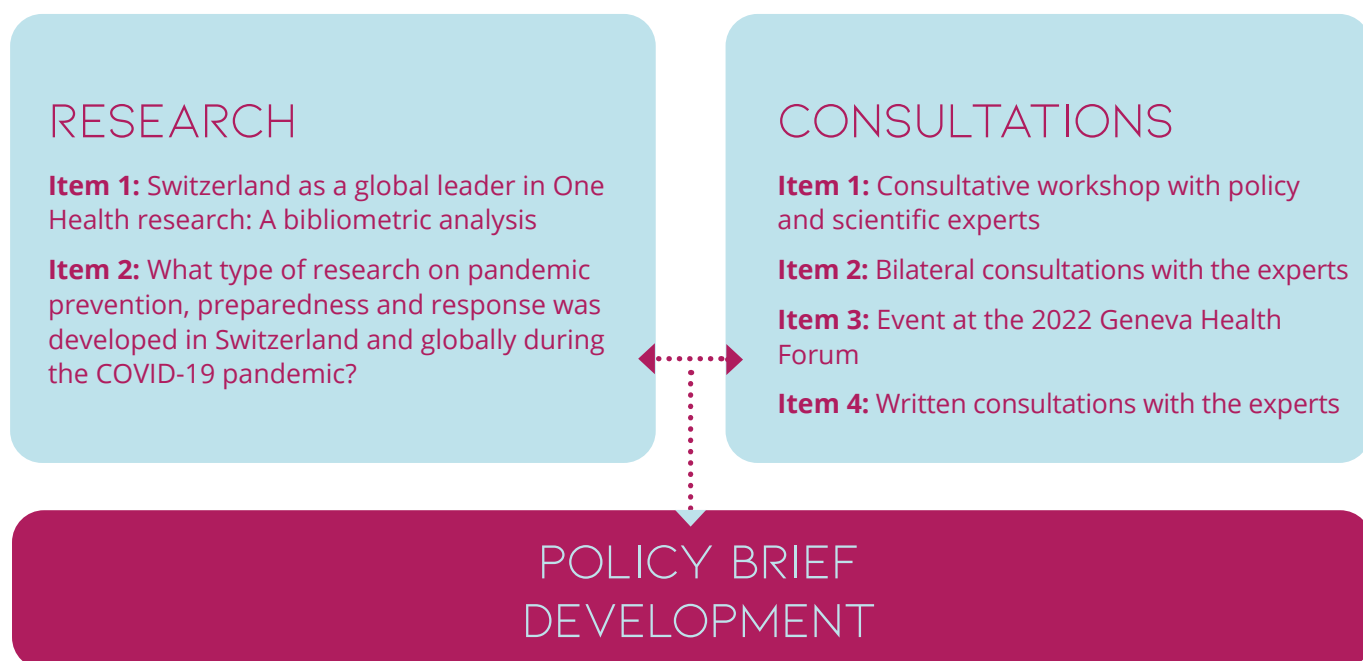 RESEARCH
Item 1: Switzerland as a global leader in One
Health research: A bibliometric analysis
Item 2: What type of research on pandemic
prevention, preparedness and response was
developed in Switzerland and globally during
the COVID-19 pandemic?
CONSULTATIONS
Item 1: Consultative workshop with policy
and scientific experts
Item 2: Bilateral consultations with the experts
Item 3: Event at the 2022 Geneva Health
Forum
Item 4: Written consultations with the experts
POLICY BRIEF
DEVELOPMENT